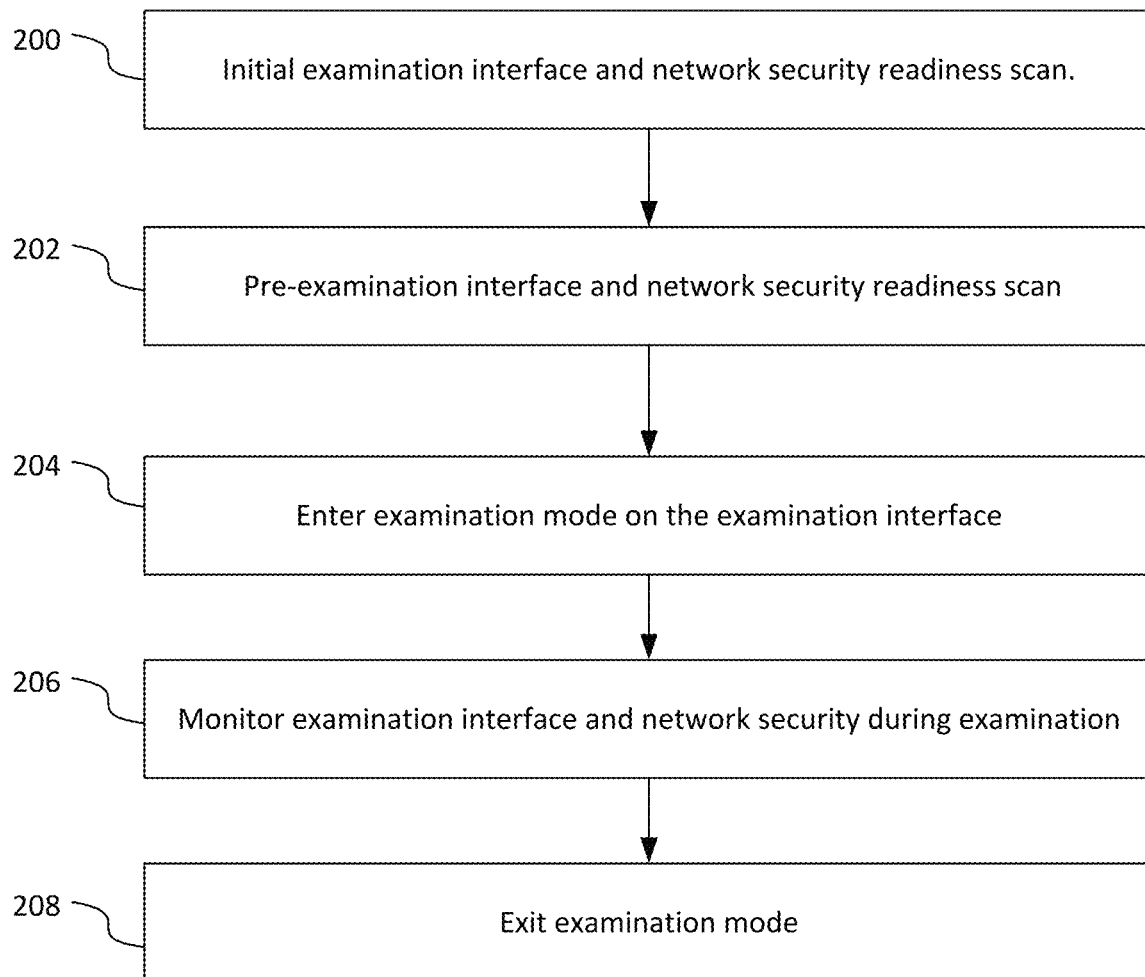 200
Initial examination interface and network security readiness scan.
202
Pre-examination interface and network security readiness scan
204
Enter examination mode on the examination interface
206
Monitor examination interface and network security during examination
208
Exit examination mode